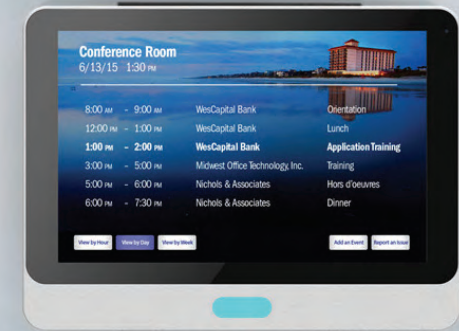 Conference Room
6/13/15 1:30 PM
8:00 AM – 9:00 AM WesCapital Bank Orientation
12:00 PM – 1:00 PM WesCapital Bank Lunch
1:00 PM – 2:00 PM WesCapital Bank Application Training
3:00 PM – 5:00 PM Midwest Office Technology, Inc. Training
5:00 PM – 6:00 PM Nichols & Associates Hors d'oeuvres
6:00 PM – 7:30 PM Nichols & Associates Dinner
View by Hour View by Day View by Week Add an Event Report an Issue